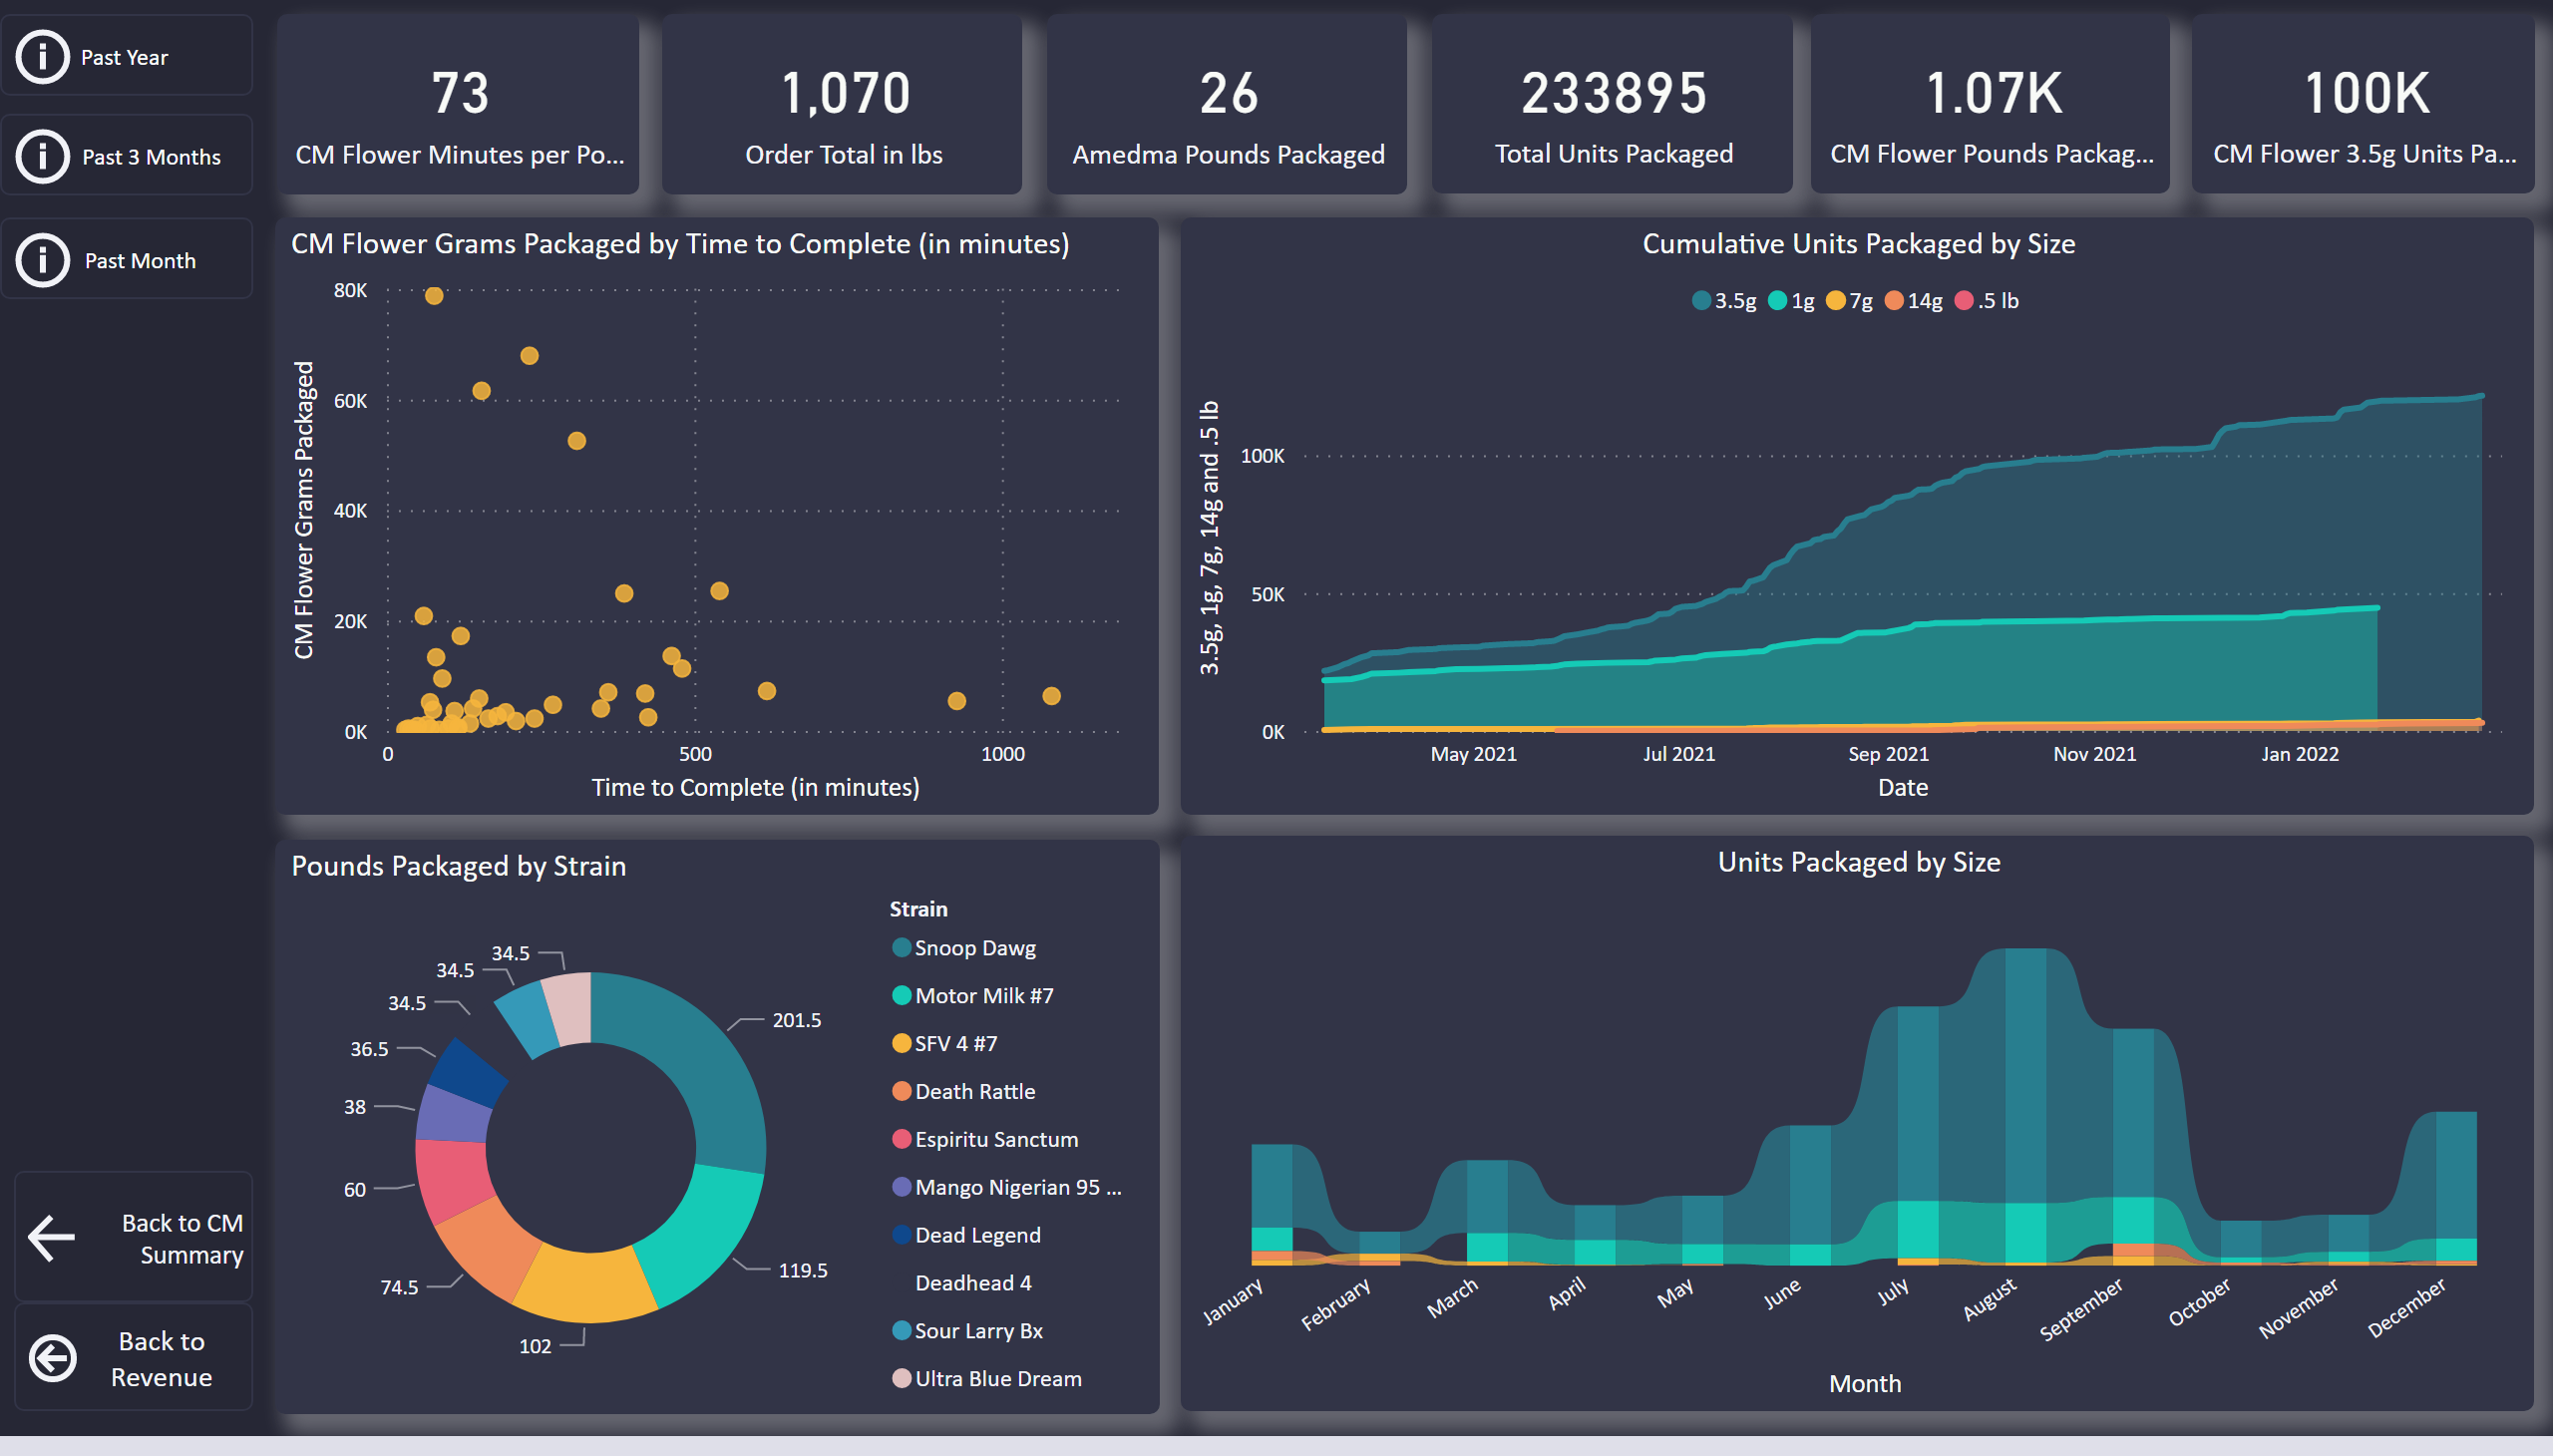 Past Year
Past 3 Months
Past Month
73
CM Flower Minutes per Po...
1,070
Order Total in lbs
26
Amedma Pounds Packaged
233895
Total Units Packaged
1.07K
CM Flower Pounds Packag...
100K
CM Flower 3.5g Units Pa...
CM Flower Grams Packaged by Time to Complete (in minutes)
CM Flower Grams Packaged
80K
60K
40K
20K
0K
0
500
1000
Time to Complete (in minutes)
Cumulative Units Packaged by Size
3.5g
1g
7g
14g
.5 lb
3.5g, 1g, 7g, 14g and .5 lb
100K
50K
0K
May 2021
Jul 2021
Sep 2021
Nov 2021
Jan 2022
Date
Pounds Packaged by Strain
34.5
34.5
34.5
36.5
38
60
74.5
102
119.5
201.5
Strain
Snoop Dawg
Motor Milk #7
SFV 4 #7
Death Rattle
Espiritu Sanctum
Mango Nigerian 95 ...
Dead Legend
Deadhead 4
Sour Larry Bx
Ultra Blue Dream
Units Packaged by Size
January
February
March
April
May
June
July
August
September
October
November
December
Month
Back to CM
Summary
Back to
Revenue